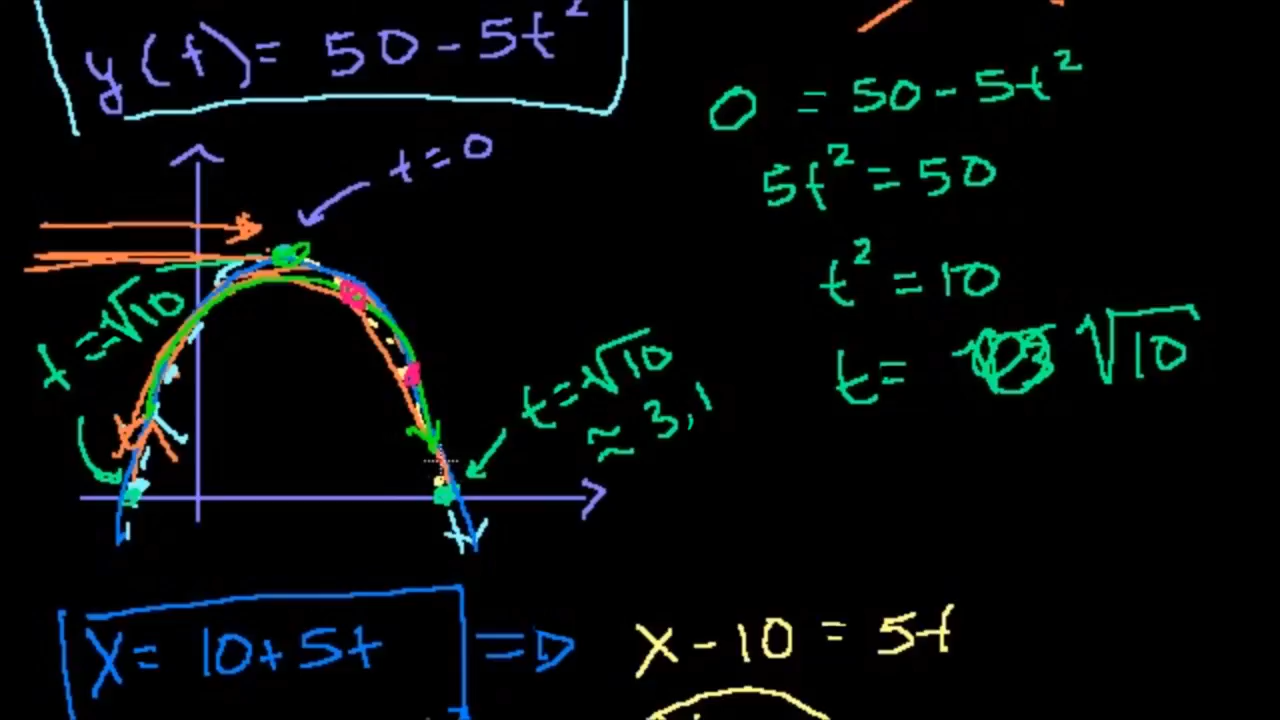 y(t) = 50 - 5t²
t = 0
t = -√10
t = √10
≈ 3.1
0 = 50 - 5t²
5t² = 50
t² = 10
t = √10
x = 10 + 5t ⇒ x - 10 = 5t